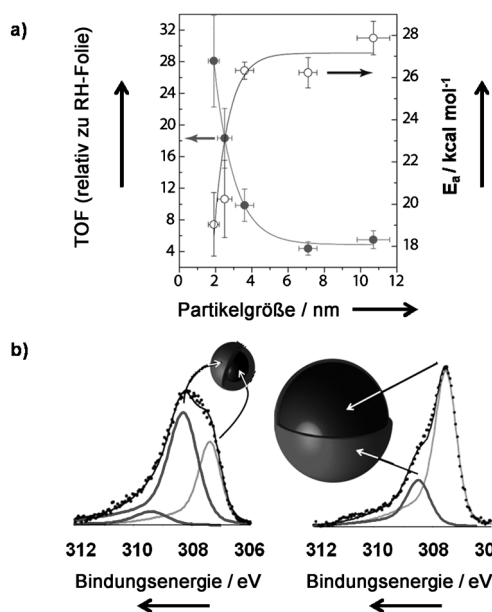 a)
32
28
24
20
16
12
8
4
TOF (relativ zu RH-Folie)
28
26
23
22
20
18
Eₐ / kcal mol⁻¹
0 2 4 6 8 10 12
Partikelgröße / nm
b)
312 310 308 306
Bindungsenergie / eV
312 310 308 30
Bindungsenergie / eV